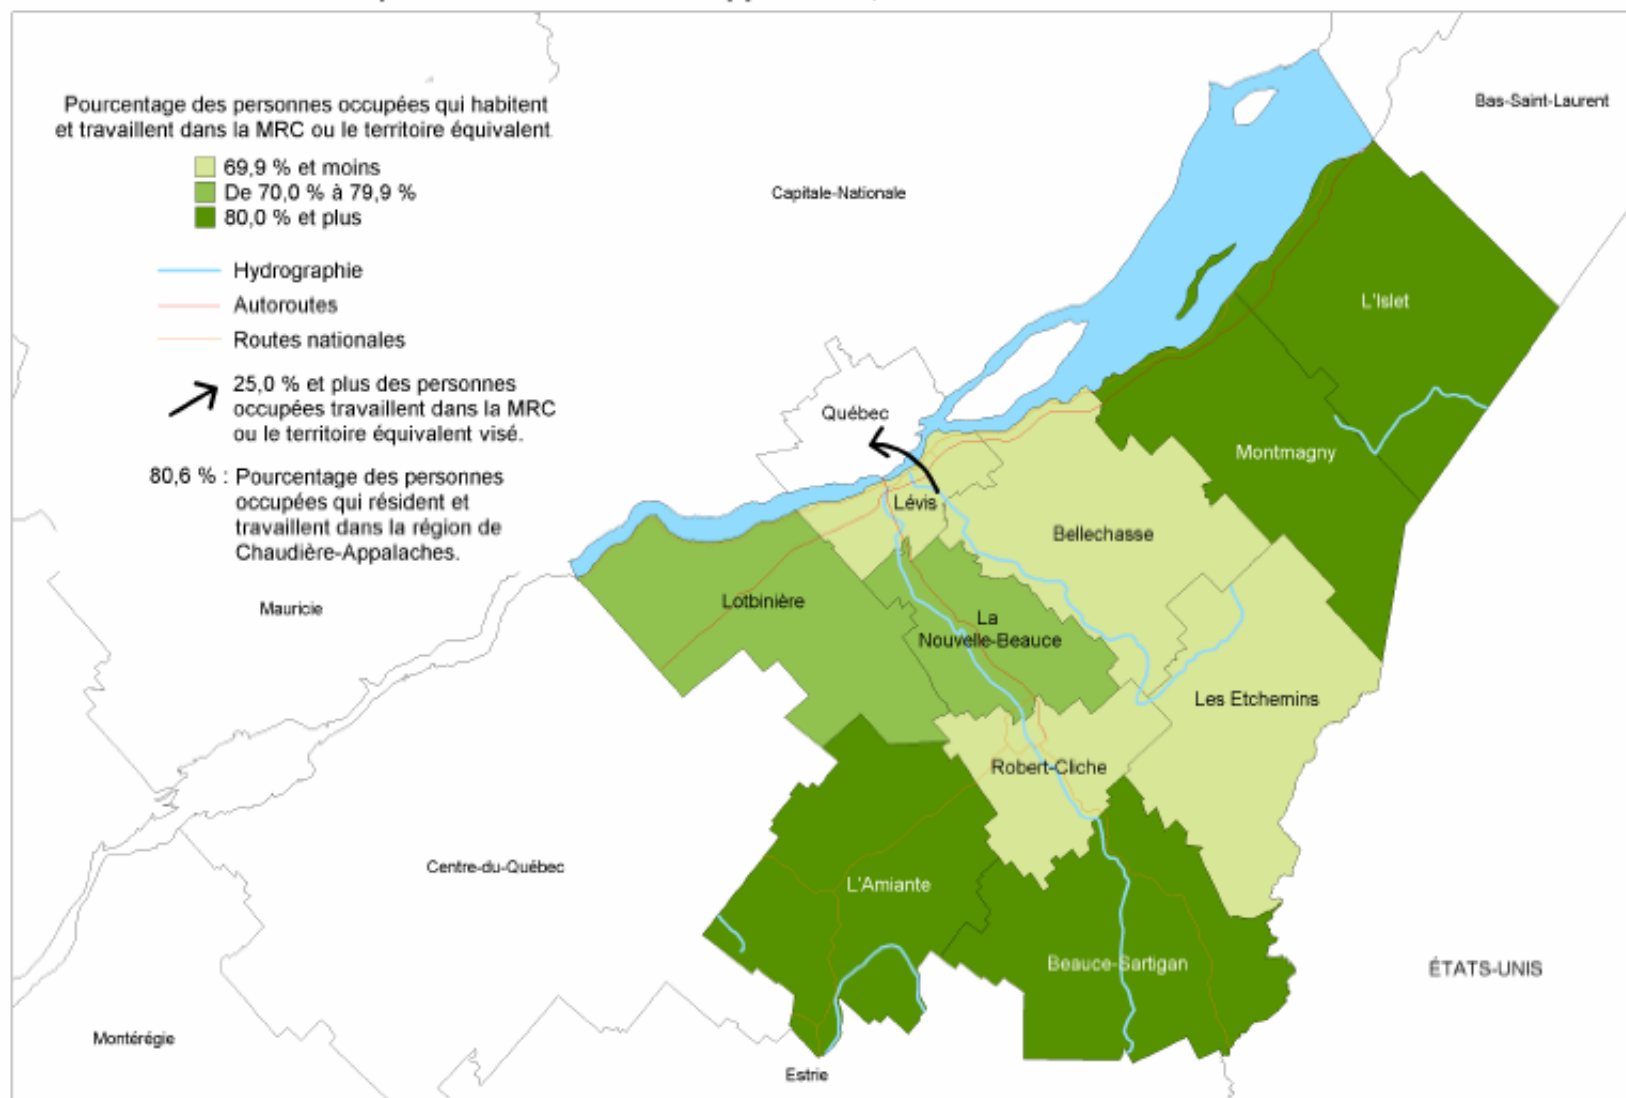 Pourcentage des personnes occupées qui habitent
et travaillent dans la MRC ou le territoire équivalent
69,9 % et moins
De 70,0 % à 79,9 %
80,0 % et plus
Hydrographie
Autoroutes
Routes nationales
25,0 % et plus des personnes
occupées travaillent dans la MRC
ou le territoire équivalent visé.
80,6 % : Pourcentage des personnes
occupées qui résident et
travaillent dans la région de
Chaudière-Appalaches.
Bas-Saint-Laurent
Capitale-Nationale
L'Islet
Québec
Montmagny
Lévis
Bellechasse
Mauricie
Lotbinière
La
Nouvelle-Beauce
Les Etchemins
Robert-Cliche
Centre-du-Québec
L'Amiante
Beauce-Sartigan
ÉTATS-UNIS
Montérégie
Estrie